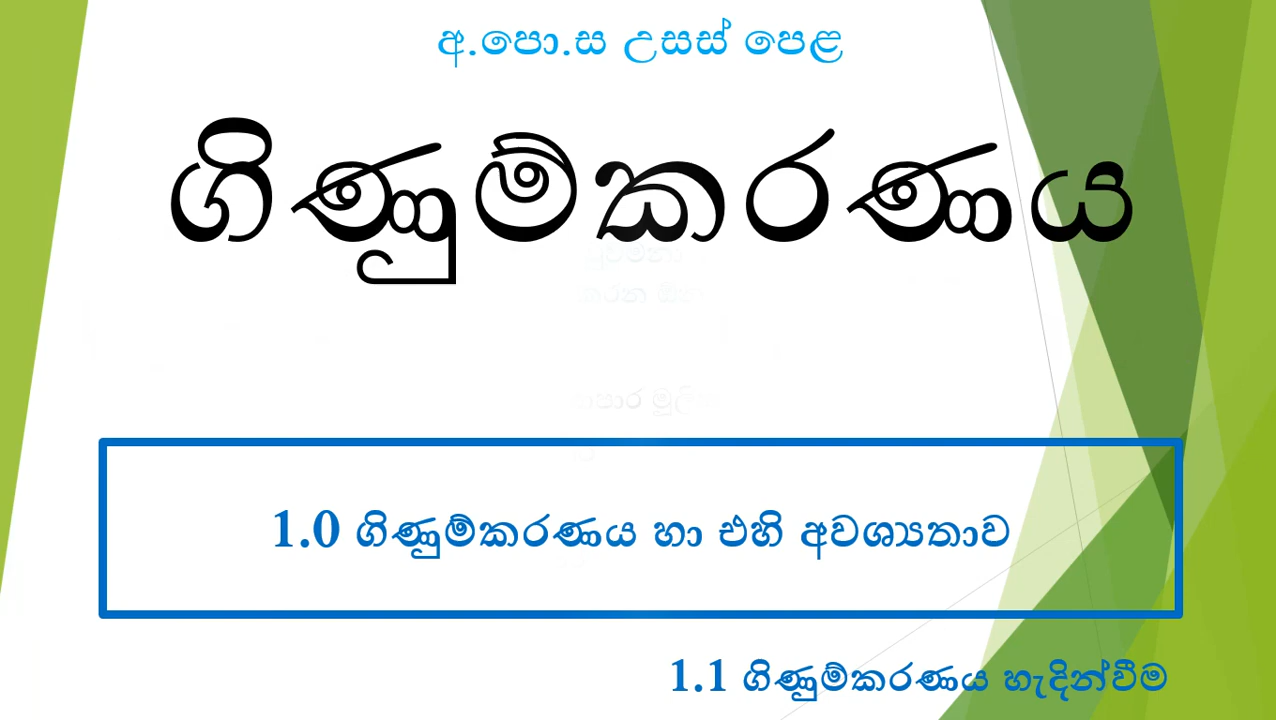 අ.පො.ස උසස් පෙළ
ගිණුම්කරණය
1.0 ගිණුම්කරණය හා එහි අවශ්‍යතාව
1.1 ගිණුම්කරණය හැදින්වීම